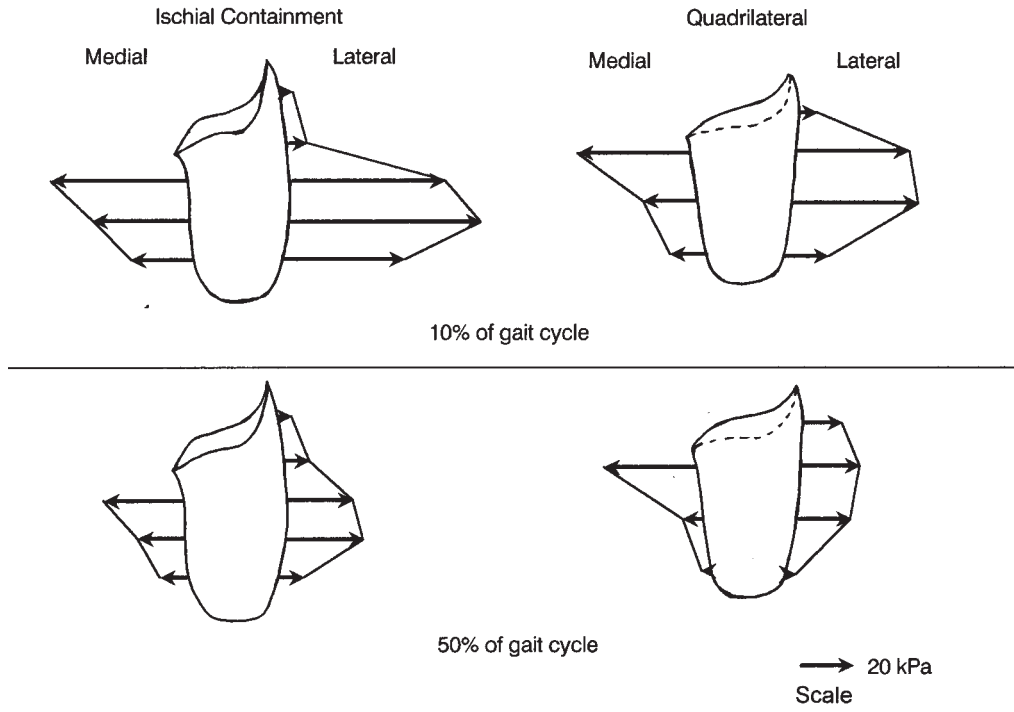 Ischial Containment
Quadrilateral
Medial
Lateral
Medial
Lateral
10% of gait cycle
50% of gait cycle
20 kPa
Scale